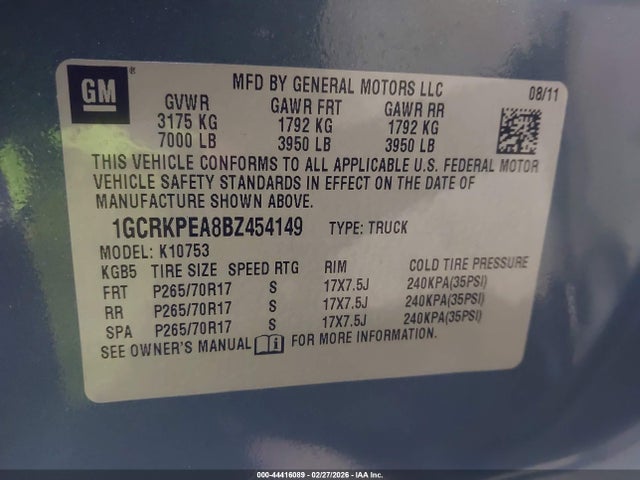 GM ®
MFD BY GENERAL MOTORS LLC 08/11
GVWR GAWR FRT GAWR RR
3175 KG 1792 KG 1792 KG
7000 LB 3950 LB 3950 LB
THIS VEHICLE CONFORMS TO ALL APPLICABLE U.S. FEDERAL MOTOR
VEHICLE SAFETY STANDARDS IN EFFECT ON THE DATE OF
MANUFACTURE SHOWN ABOVE.
1GCRKPEA8BZ454149 TYPE: TRUCK
MODEL: K10753
KGB5 TIRE SIZE SPEED RTG RIM COLD TIRE PRESSURE
FRT P265/70R17 S 17X7.5J 240KPA(35PSI)
RR P265/70R17 S 17X7.5J 240KPA(35PSI)
SPA P265/70R17 S 17X7.5J 240KPA(35PSI)
SEE OWNER'S MANUAL FOR MORE INFORMATION.
000-44416089 - 02/27/2026 - IAA Inc.